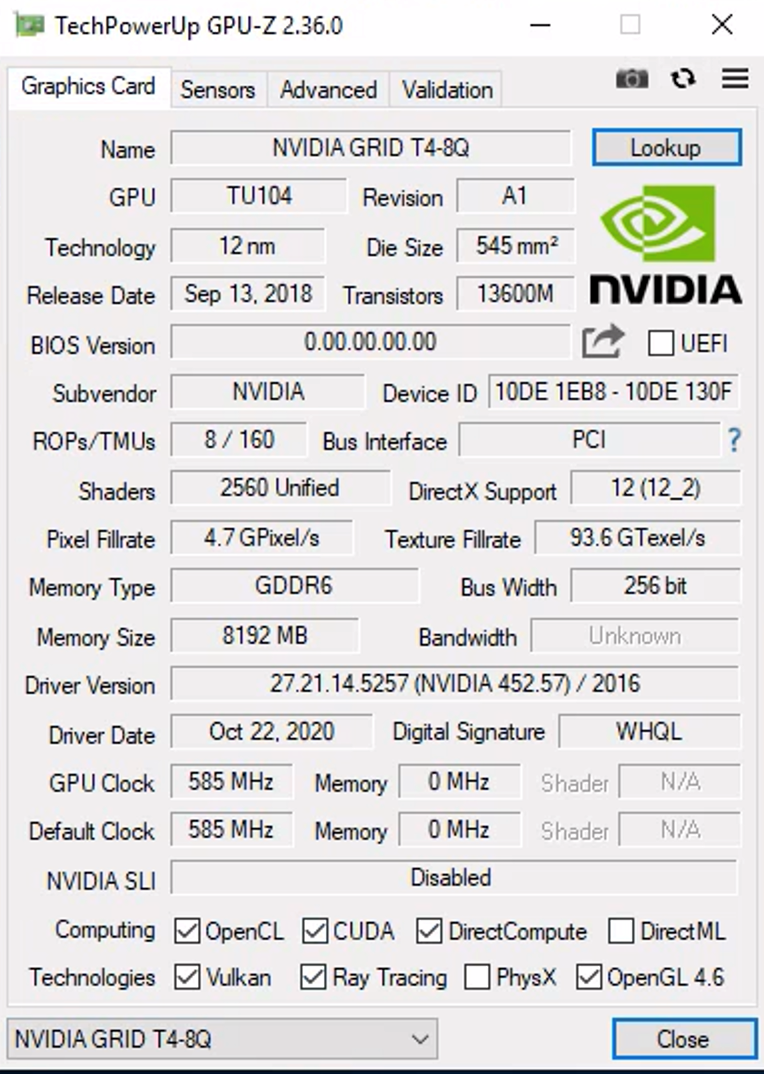 TechPowerUp GPU-Z 2.36.0
Graphics Card Sensors Advanced Validation
Name NVIDIA GRID T4-8Q Lookup
GPU TU104 Revision A1
Technology 12 nm Die Size 545 mm²
NVIDIA
Release Date Sep 13, 2018 Transistors 13600M
BIOS Version 0.00.00.00.00 UEFI
Subvendor NVIDIA Device ID 10DE 1EB8 - 10DE 130F
ROPs/TMUs 8 / 160 Bus Interface PCI ?
Shaders 2560 Unified DirectX Support 12 (12_2)
Pixel Fillrate 4.7 GPixel/s Texture Fillrate 93.6 GTexel/s
Memory Type GDDR6 Bus Width 256 bit
Memory Size 8192 MB Bandwidth Unknown
Driver Version 27.21.14.5257 (NVIDIA 452.57) / 2016
Driver Date Oct 22, 2020 Digital Signature WHQL
GPU Clock 585 MHz Memory 0 MHz Shader N/A
Default Clock 585 MHz Memory 0 MHz Shader N/A
NVIDIA SLI Disabled
Computing OpenCL CUDA DirectCompute DirectML
Technologies Vulkan Ray Tracing PhysX OpenGL 4.6
NVIDIA GRID T4-8Q Close